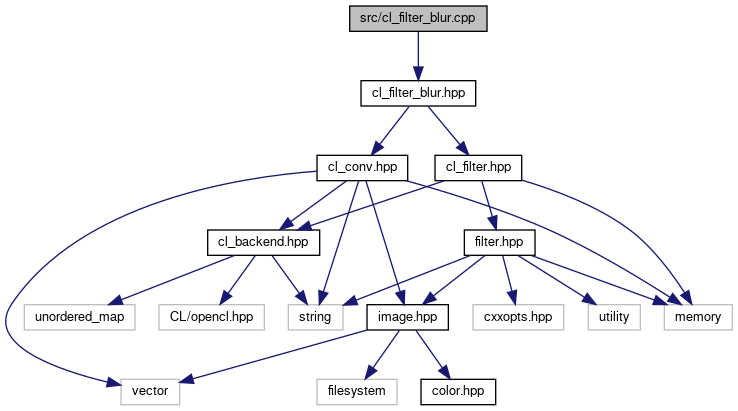 src/cl_filter_blur.cpp
cl_filter_blur.hpp
cl_conv.hpp
cl_filter.hpp
cl_backend.hpp
filter.hpp
unordered_map
CL/opencl.hpp
string
image.hpp
cxxopts.hpp
utility
memory
vector
filesystem
color.hpp